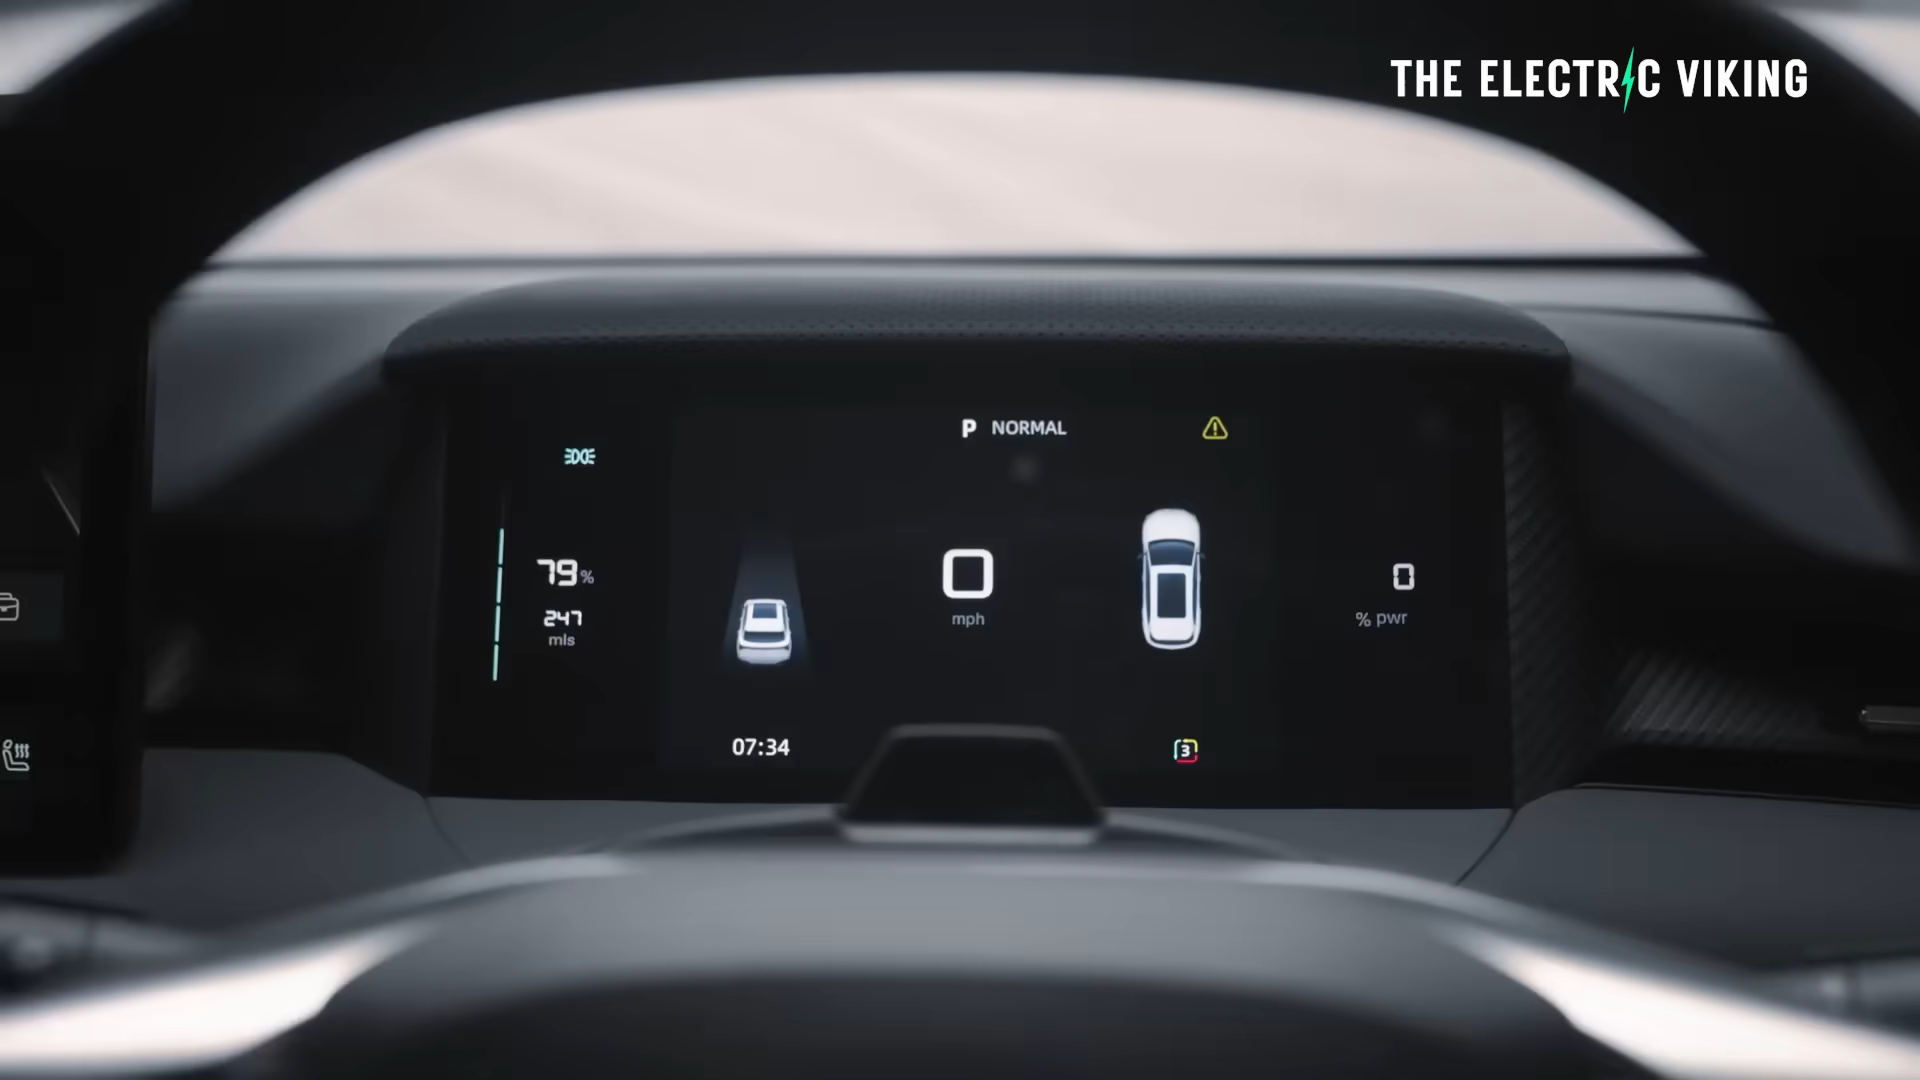 THE ELECTRIC VIKING
P NORMAL
79%
247
mls
0
mph
0
% pwr
07:34
3